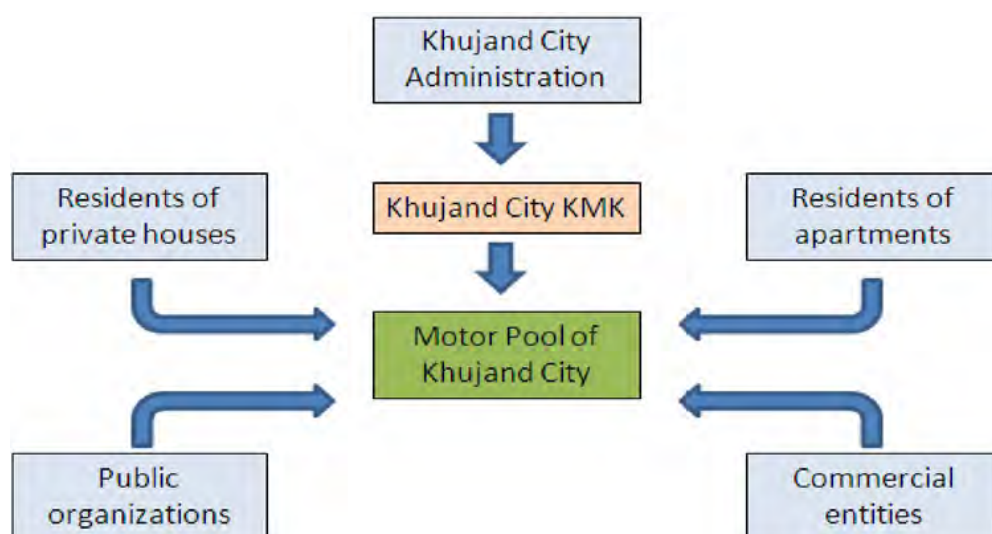 Khujand City
Administration
Residents of
private houses
Khujand City KMK
Residents of
apartments
Motor Pool of
Khujand City
Public
organizations
Commercial
entities